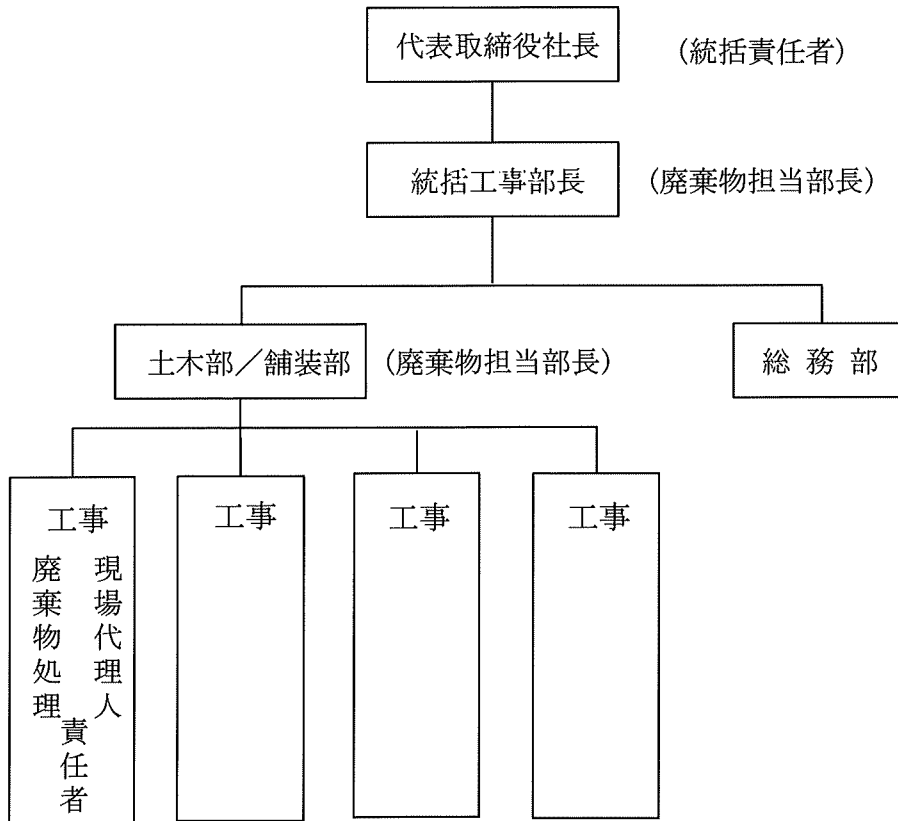 代表取締役社長 (統括責任者)
統括工事部長 (廃棄物担当部長)
土木部／舗装部 (廃棄物担当部長) 総務部
工事 工事 工事 工事
現場代理人
廃棄物処理
責任者